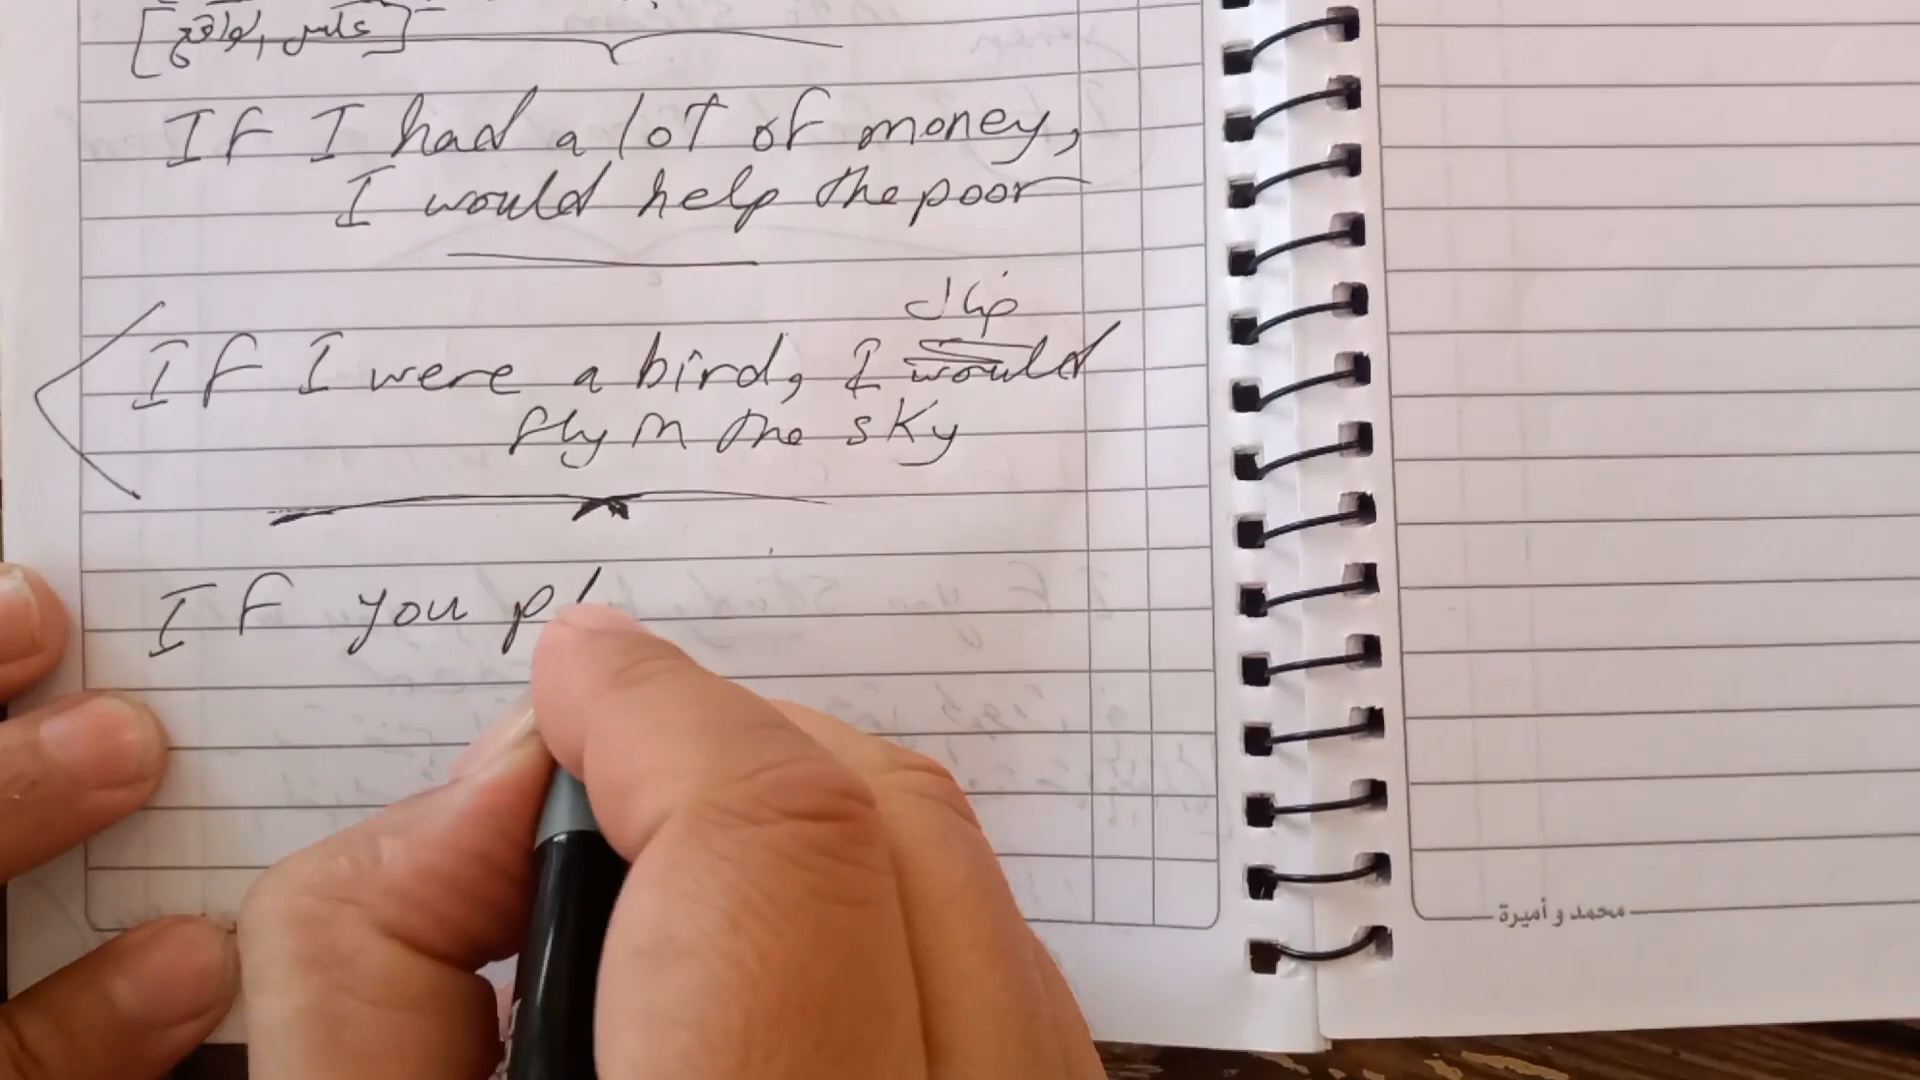 [عكس الواقع]
If I had a lot of money,
I would help the poor
If I were a bird, I would
fly in the sky
If you pl
محمد و أميرة